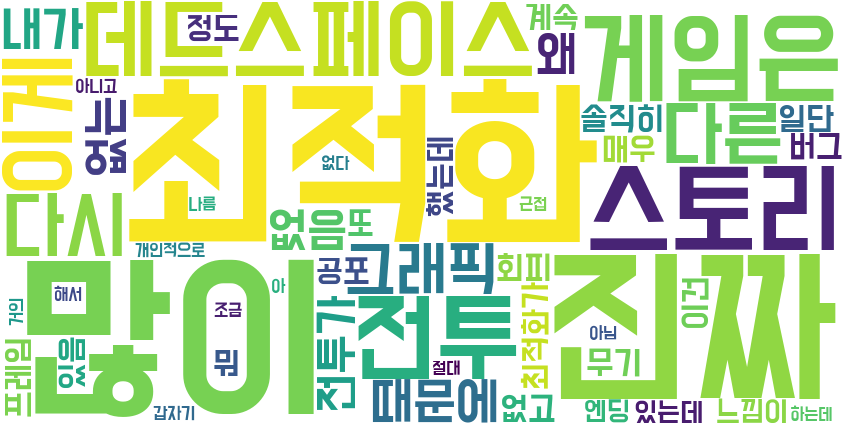 내가
데드스페이스
정도
왜
계속
게임은
이게
아니고
없는
최적화
없다
나름
했는데
근접
솔직히
다른
일단
매우
버그
스토리
다시
개인적으로
없음
또
공포
그래픽
회피
많이
해서
거의
아
조금
전투가
전투
진짜
이건
아님
최적화가
프레임
있음
뭐
무기
절대
갑자기
때문에
없고
엔딩
있는데
느낌이
하는데